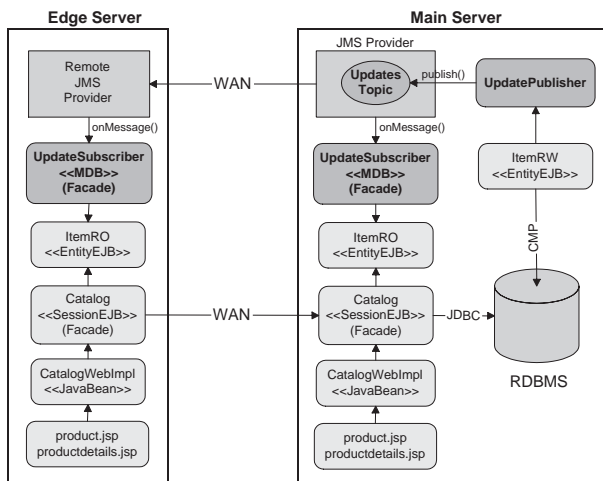 Edge Server
Remote
JMS
Provider
onMessage()
UpdateSubscriber
<<MDB>>
(Facade)
ItemRO
<<EntityEJB>>
Catalog
<<SessionEJB>>
(Facade)
CatalogWebImpl
<<JavaBean>>
product.jsp
productdetails.jsp
WAN
WAN
Main Server
JMS Provider
Updates
Topic
publish()
UpdatePublisher
onMessage()
UpdateSubscriber
<<MDB>>
(Facade)
ItemRW
<<EntityEJB>>
ItemRO
<<EntityEJB>>
CMP
Catalog
<<SessionEJB>>
(Facade)
JDBC
RDBMS
CatalogWebImpl
<<JavaBean>>
product.jsp
productdetails.jsp